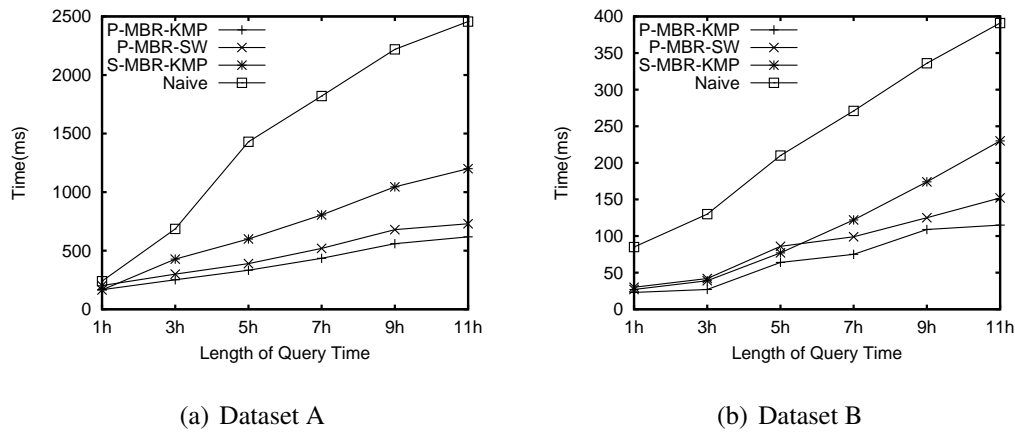 P-MBR-KMP
P-MBR-SW
S-MBR-KMP
Naive
Time(ms)
2500
2000
1500
1000
500
0
1h 3h 5h 7h 9h 11h
Length of Query Time
(a) Dataset A
P-MBR-KMP
P-MBR-SW
S-MBR-KMP
Naive
Time(ms)
400
350
300
250
200
150
100
50
0
1h 3h 5h 7h 9h 11h
Length of Query Time
(b) Dataset B